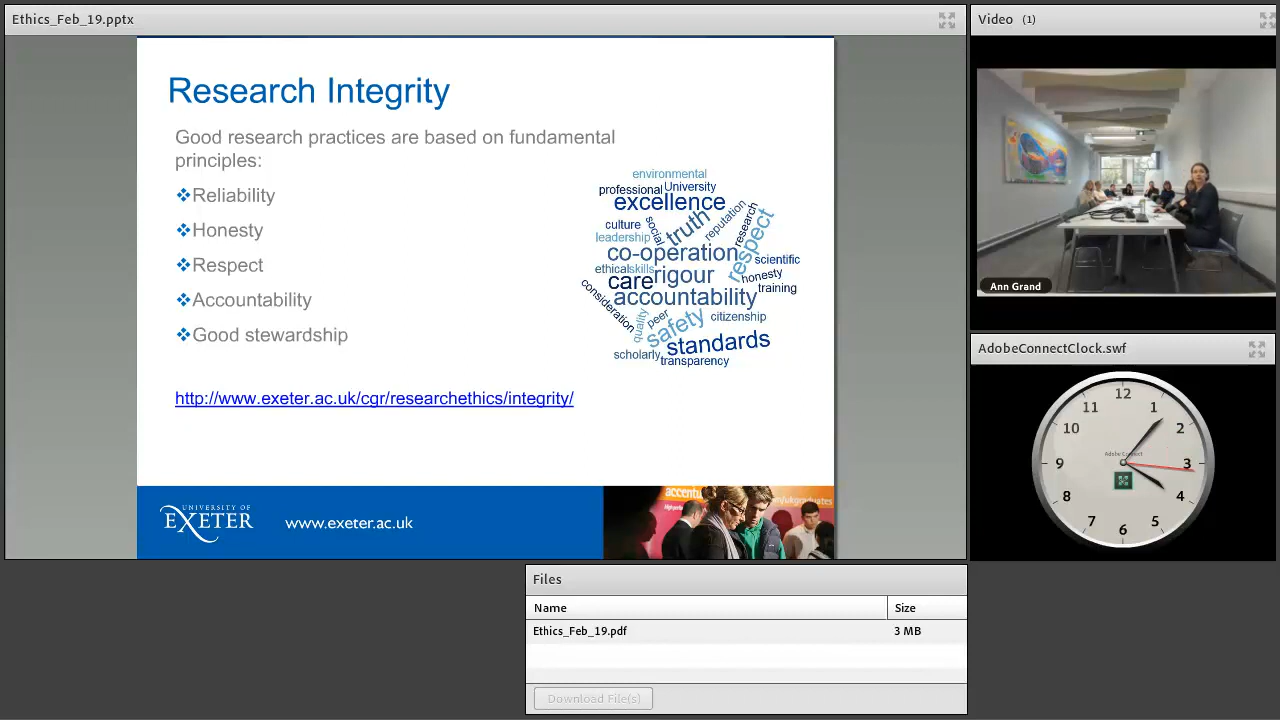 Ethics_Feb_19.pptx
Research Integrity
Good research practices are based on fundamental
principles:
❖Reliability
❖Honesty
❖Respect
❖Accountability
❖Good stewardship
http://www.exeter.ac.uk/cgr/researchethics/integrity/
environmental
professional
University
excellence
culture
social
truth
reputation
research
respect
leadership
co-operation
scientific
ethical
skills
care
rigour
honesty
training
consideration
accountability
quality
peer
safety
citizenship
standards
scholarly
transparency
UNIVERSITY OF
EXETER
www.exeter.ac.uk
accent
Video (1)
Ann Grand
AdobeConnectClock.swf
12
11
1
10
2
9
3
8
4
7
5
6
Adobe Connect
Files
Name
Size
Ethics_Feb_19.pdf
3 MB
Download File(s)